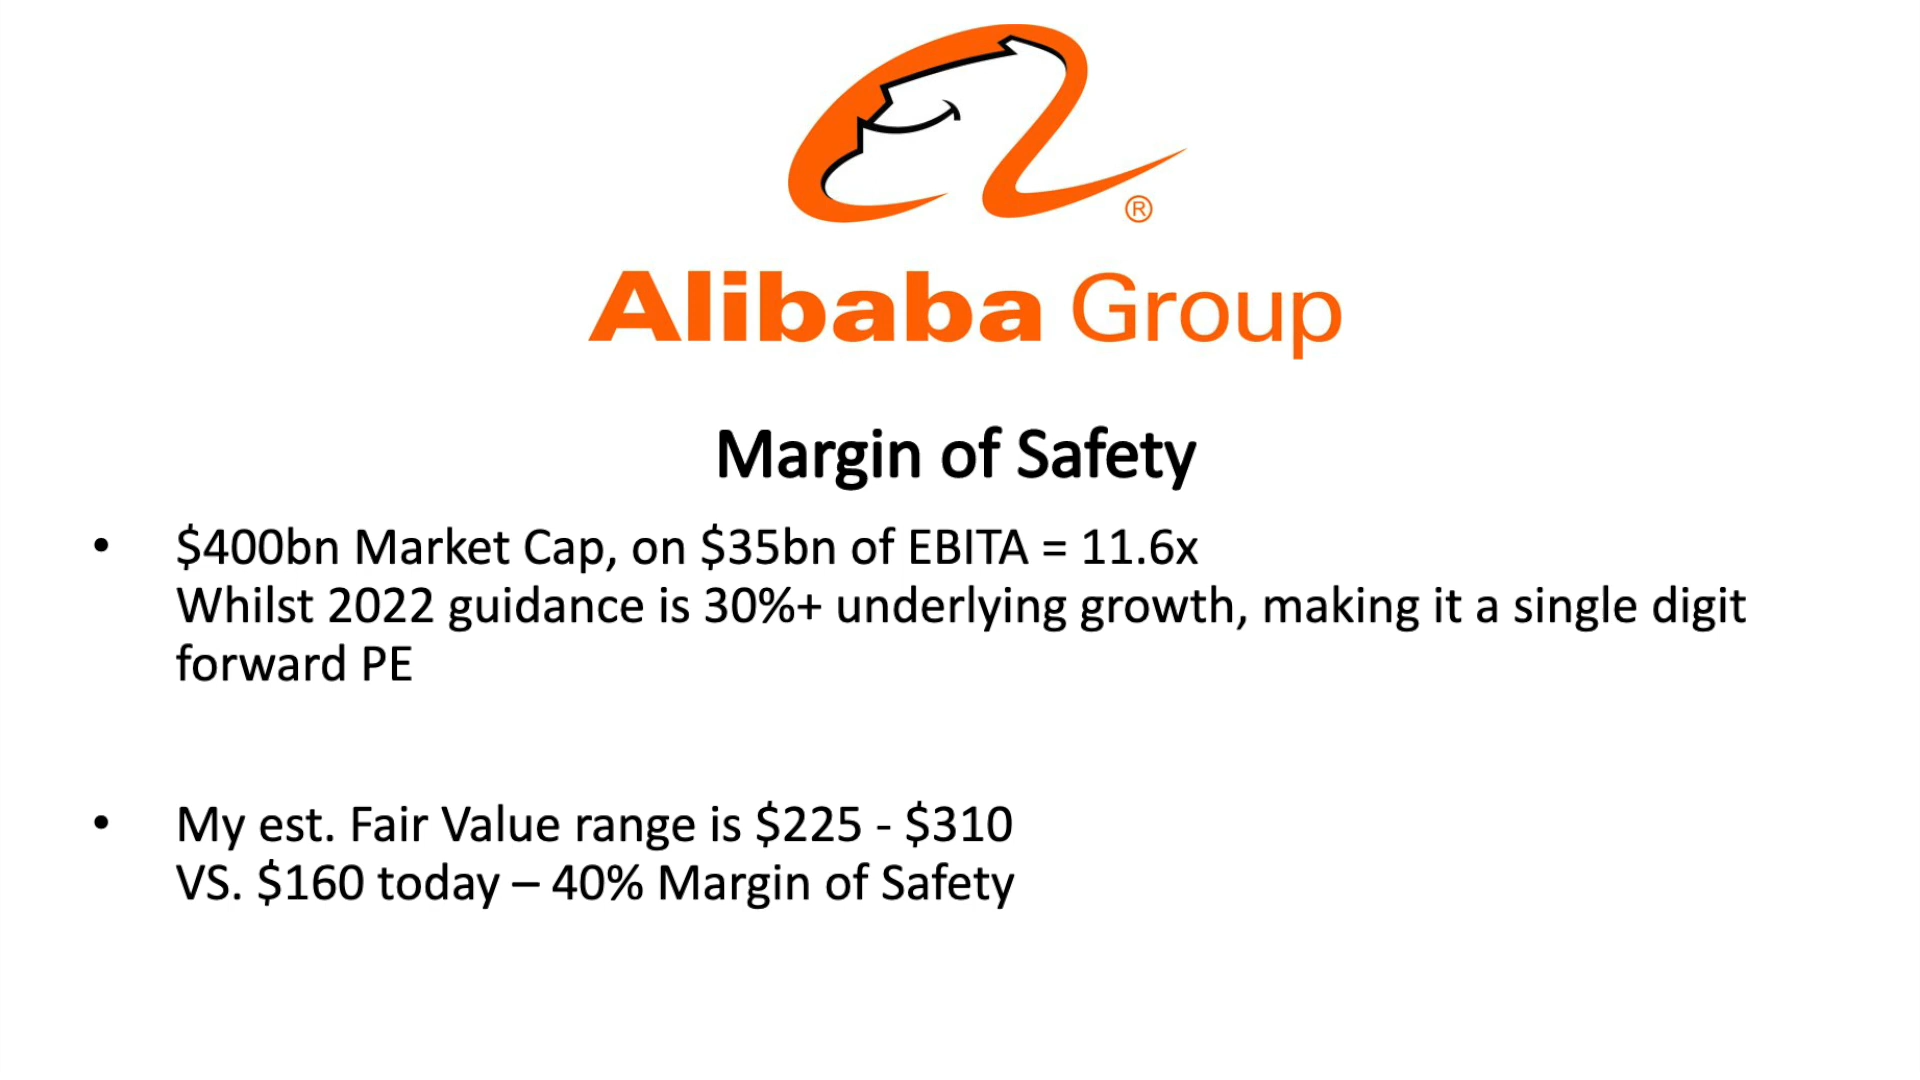 ®
Alibaba Group
Margin of Safety
• $400bn Market Cap, on $35bn of EBITA = 11.6x
Whilst 2022 guidance is 30%+ underlying growth, making it a single digit
forward PE
• My est. Fair Value range is $225 - $310
VS. $160 today – 40% Margin of Safety